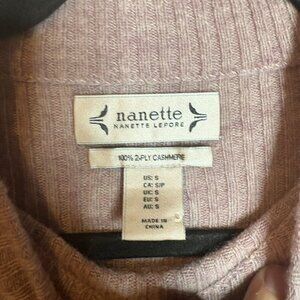 nanette
NANETTE LEPORE
100% 2-PLY CASHMERE
US: S
CA: S/P
UK: S
EU: S
AU: S
MADE IN
CHINA